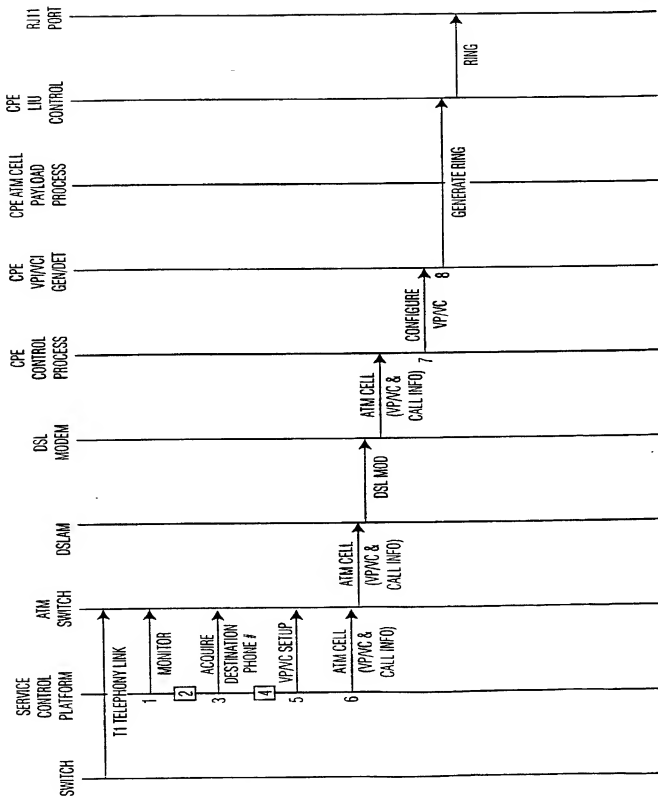 SWITCH
SERVICE
CONTROL
PLATFORM
ATM
SWITCH
DSLAM
DSL
MODEM
CPE
CONTROL
PROCESS
CPE
VPI/VCI
GEN/DET
CPE ATM CELL
PAYLOAD
PROCESS
CPE
LIU
CONTROL
RJ11
PORT
T1 TELEPHONY LINK
1
MONITOR
2
3
ACQUIRE
DESTINATION
PHONE #
4
5
VP/VC SETUP
6
ATM CELL
(VP/VC &
CALL INFO)
ATM CELL
(VP/VC &
CALL INFO)
DSL MOD
ATM CELL
(VP/VC &
CALL INFO)
7
CONFIGURE
VP/VC
8
GENERATE RING
RING